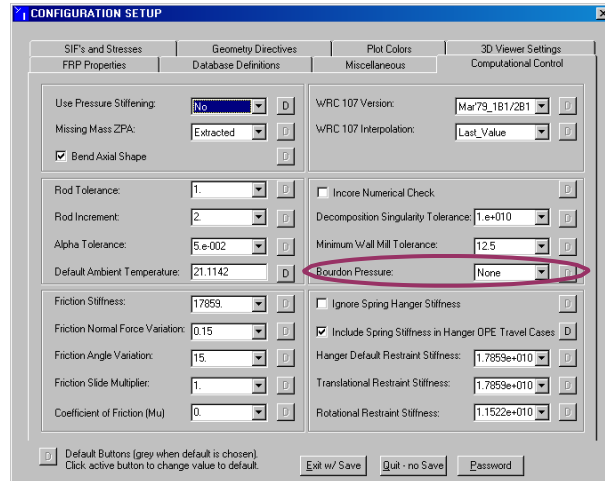 CONFIGURATION SETUP
SIF's and Stresses
Geometry Directives
Plot Colors
3D Viewer Settings
FRP Properties
Database Definitions
Miscellaneous
Computational Control
Use Pressure Stiffening: No D
Missing Mass ZPA: Extracted D
Bend Axial Shape D
WRC 107 Version: Mar'79_1B1/2B1 D
WRC 107 Interpolation: Last_Value D
Rod Tolerance: 1. D
Rod Increment: 2. D
Alpha Tolerance: 5.e-002 D
Default Ambient Temperature: 21.1142 D
Incore Numerical Check D
Decomposition Singularity Tolerance: 1.e+010 D
Minimum Wall Mill Tolerance: 12.5 D
Bourdon Pressure: None D
Friction Stiffness: 17859. D
Friction Normal Force Variation: 0.15 D
Friction Angle Variation: 15. D
Friction Slide Multiplier: 1. D
Coefficient of Friction (Mu) 0. D
Ignore Spring Hanger Stiffness D
Include Spring Stiffness in Hanger OPE Travel Cases D
Hanger Default Restraint Stiffness: 1.7859e+010 D
Translational Restraint Stiffness: 1.7859e+010 D
Rotational Restraint Stiffness: 1.1522e+010 D
D Default Buttons (grey when default is chosen).
Click active button to change value to default.
Exit w/ Save
Quit - no Save
Password